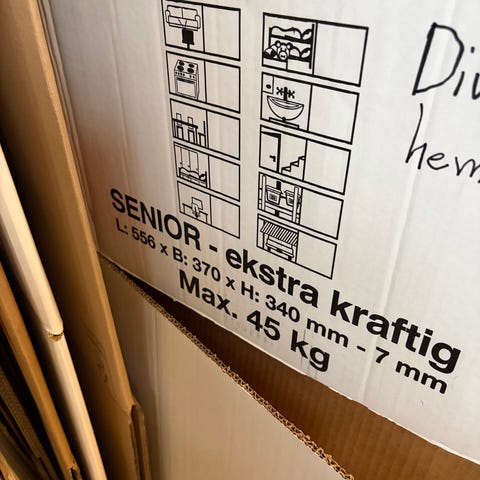 SENIOR - ekstra kraftig
L: 556 x B: 370 x H: 340 mm - 7 mm
Max. 45 kg